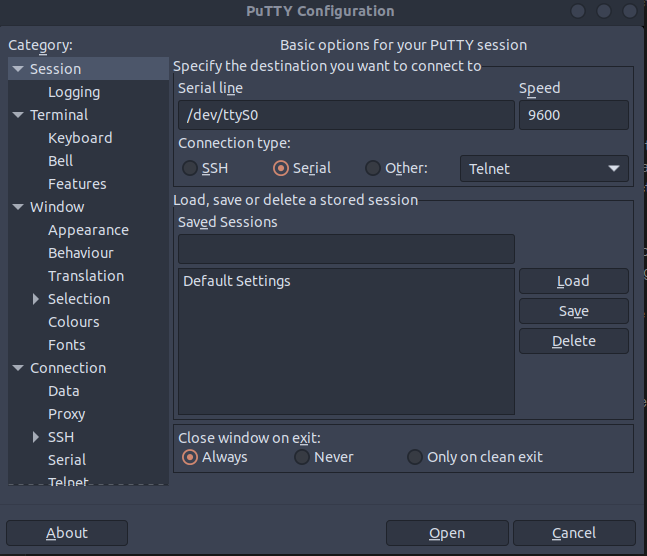 PuTTY Configuration
Category:
Session
Logging
Terminal
Keyboard
Bell
Features
Window
Appearance
Behaviour
Translation
Selection
Colours
Fonts
Connection
Data
Proxy
SSH
Serial
Telnet
Basic options for your PuTTY session
Specify the destination you want to connect to
Serial line Speed
/dev/ttyS0 9600
Connection type:
SSH Serial Other: Telnet
Load, save or delete a stored session
Saved Sessions
Default Settings
Load
Save
Delete
Close window on exit:
Always Never Only on clean exit
About Open Cancel